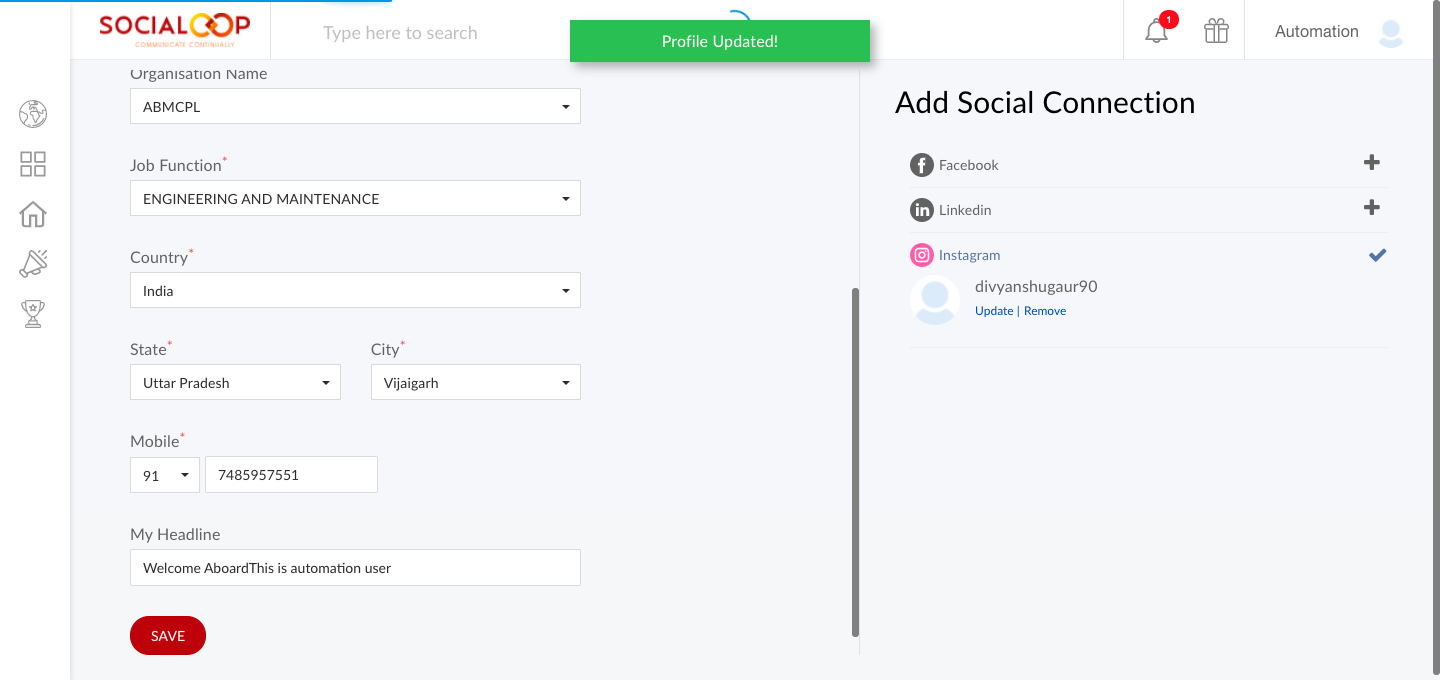 SOCIALOOP
COMMUNICATE CONTINUALLY
Type here to search
Profile Updated!
1
Automation
Organisation Name
ABMCPL
Job Function*
ENGINEERING AND MAINTENANCE
Country*
India
State*
City*
Uttar Pradesh
Vijaigarh
Mobile*
91
7485957551
My Headline
Welcome AboardThis is automation user
SAVE
Add Social Connection
Facebook
Linkedin
Instagram
divyanshugaur90
Update | Remove